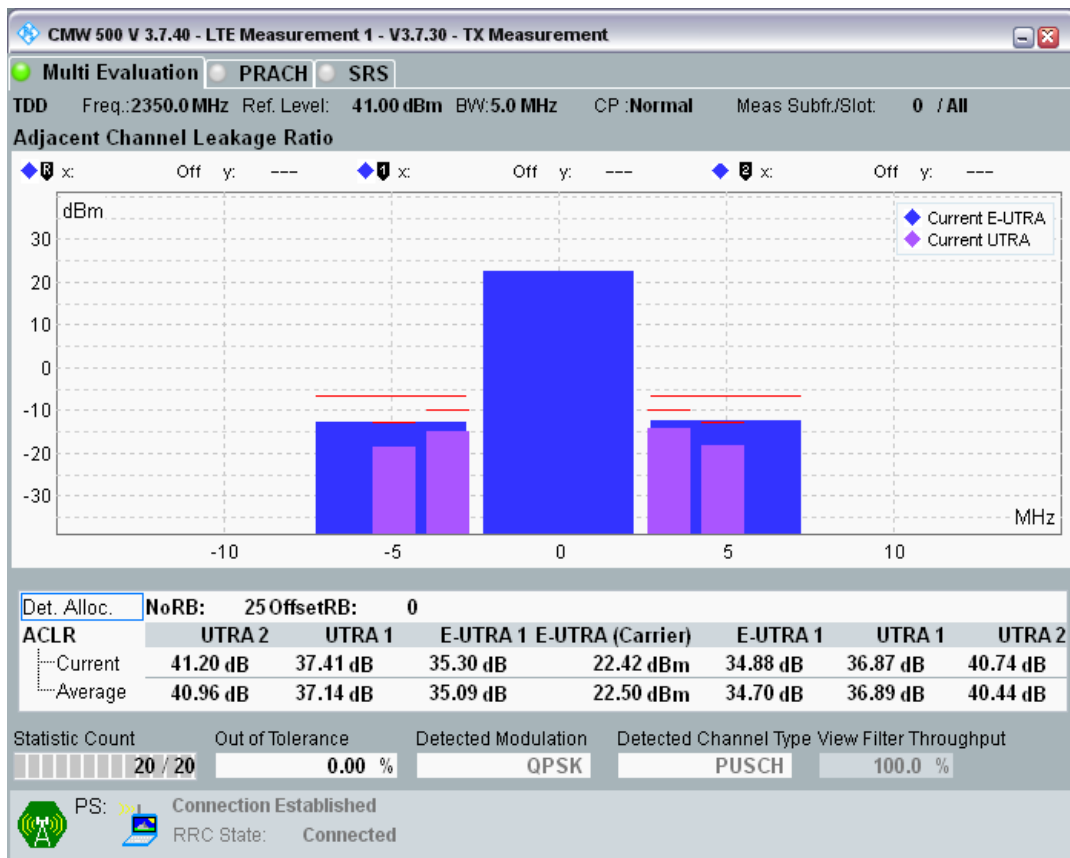 CMW 500 V 3.7.40 - LTE Measurement 1 - V3.7.30 - TX Measurement
Multi Evaluation PRACH SRS
TDD Freq.:2350.0 MHz Ref. Level: 41.00 dBm BW:5.0 MHz CP :Normal Meas Subfr./Slot: 0 / All
Adjacent Channel Leakage Ratio
R x: Off y: --- 1 x: Off y: --- 2 x: Off y: ---
dBm
Current E-UTRA
Current UTRA
30
20
10
0
-10
-20
-30
MHz
-10 -5 0 5 10
Det. Alloc. NoRB: 25 OffsetRB: 0
ACLR UTRA 2 UTRA 1 E-UTRA 1 E-UTRA (Carrier) E-UTRA 1 UTRA 1 UTRA 2
Current 41.20 dB 37.41 dB 35.30 dB 22.42 dBm 34.88 dB 36.87 dB 40.74 dB
Average 40.96 dB 37.14 dB 35.09 dB 22.50 dBm 34.70 dB 36.89 dB 40.44 dB
Statistic Count Out of Tolerance Detected Modulation Detected Channel Type View Filter Throughput
20 / 20 0.00 % QPSK PUSCH 100.0 %
PS: Connection Established
RRC State: Connected